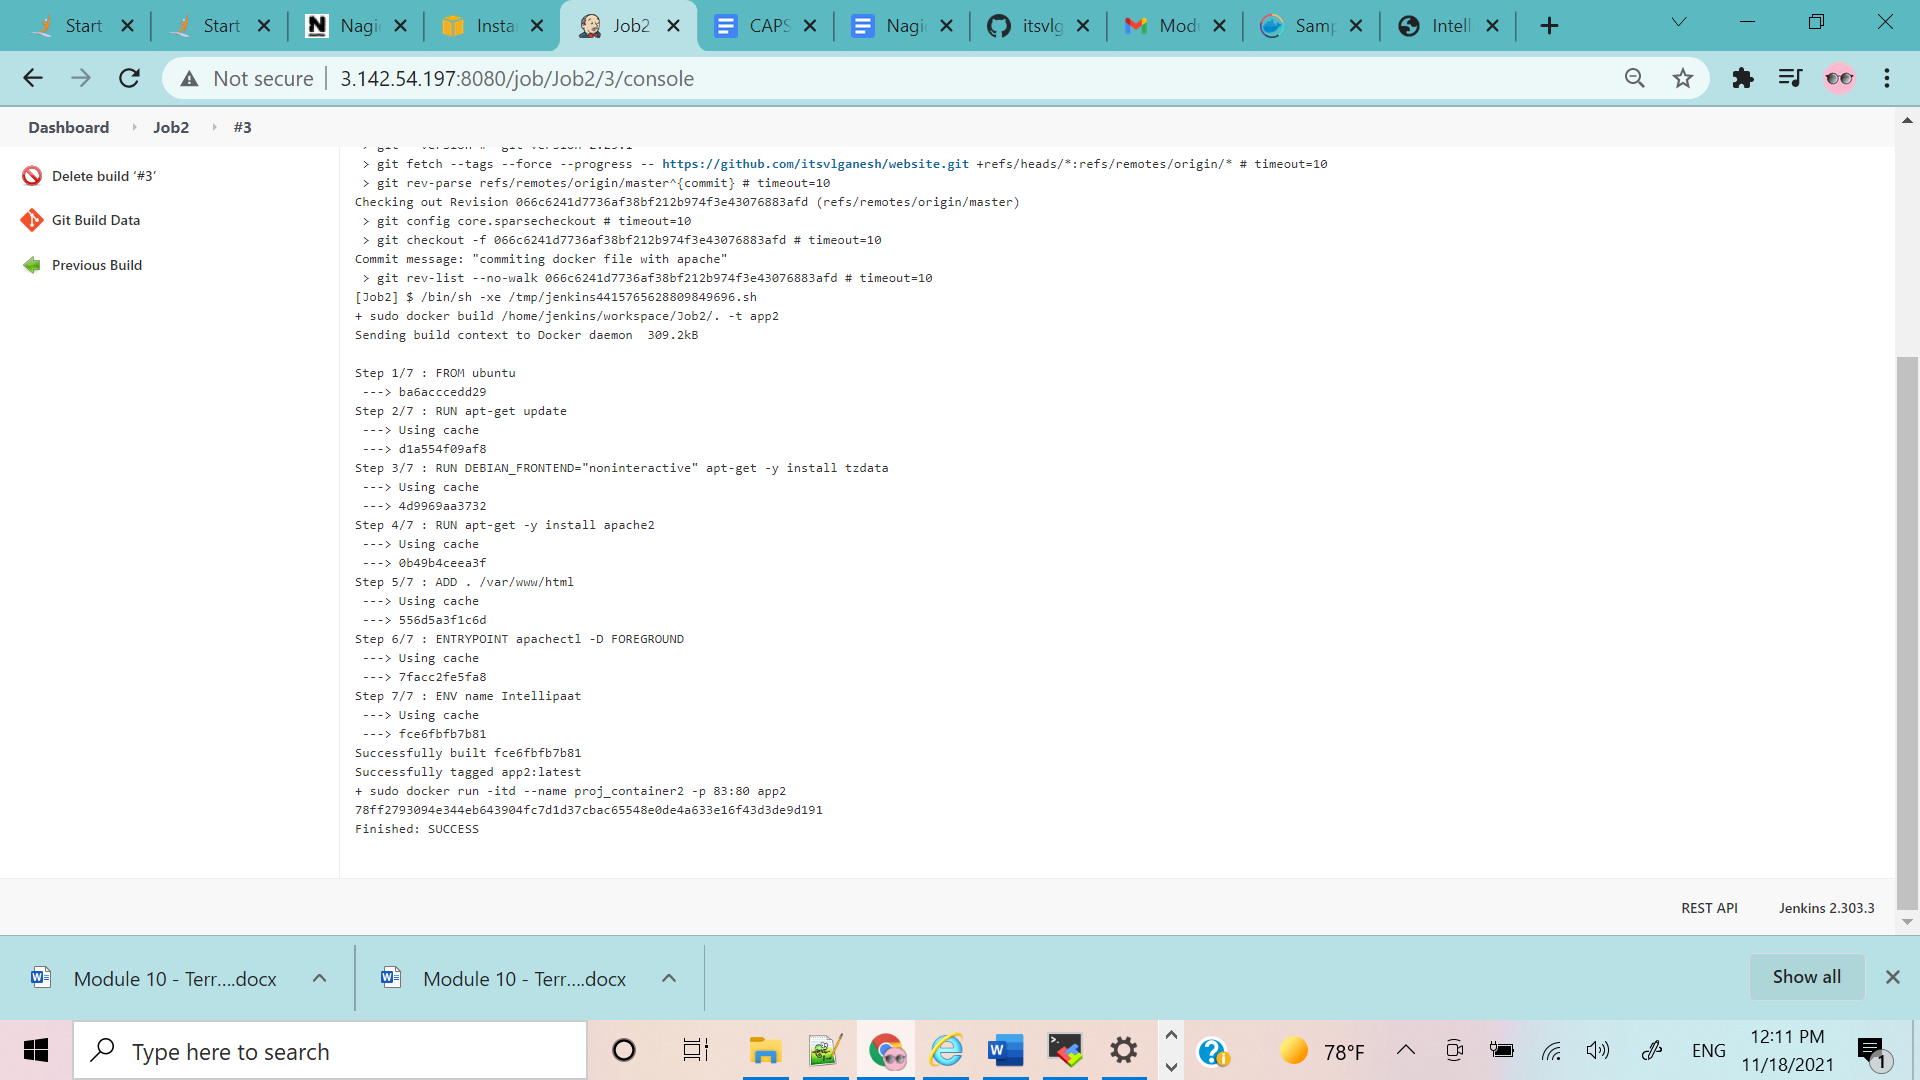 Start
Start
Nagi
Insta
Job2
CAPS
Nagi
itsvlg
Mod
Samp
Intell
Not secure
3.142.54.197:8080/job/Job2/3/console
Dashboard
Job2
#3
Delete build ‘#3’
Git Build Data
Previous Build
> git fetch --tags --force --progress -- https://github.com/itsvlganesh/website.git +refs/heads/*:refs/remotes/origin/* # timeout=10
> git rev-parse refs/remotes/origin/master^{commit} # timeout=10
Checking out Revision 066c6241d7736af38bf212b974f3e43076883afd (refs/remotes/origin/master)
> git config core.sparsecheckout # timeout=10
> git checkout -f 066c6241d7736af38bf212b974f3e43076883afd # timeout=10
Commit message: "commiting docker file with apache"
> git rev-list --no-walk 066c6241d7736af38bf212b974f3e43076883afd # timeout=10
[Job2] $ /bin/sh -xe /tmp/jenkins4415765628809849696.sh
+ sudo docker build /home/jenkins/workspace/Job2/. -t app2
Sending build context to Docker daemon  309.2kB
Step 1/7 : FROM ubuntu
---> ba6acccedd29
Step 2/7 : RUN apt-get update
---> Using cache
---> d1a554f09af8
Step 3/7 : RUN DEBIAN_FRONTEND="noninteractive" apt-get -y install tzdata
---> Using cache
---> 4d9969aa3732
Step 4/7 : RUN apt-get -y install apache2
---> Using cache
---> 0b49b4ceea3f
Step 5/7 : ADD . /var/www/html
---> Using cache
---> 556d5a3f1c6d
Step 6/7 : ENTRYPOINT apachectl -D FOREGROUND
---> Using cache
---> 7facc2fe5fa8
Step 7/7 : ENV name Intellipaat
---> Using cache
---> fce6fbfb7b81
Successfully built fce6fbfb7b81
Successfully tagged app2:latest
+ sudo docker run -itd --name proj_container2 -p 83:80 app2
78ff2793094e344eb643904fc7d1d37cbac65548e0de4a633e16f43d3de9d191
Finished: SUCCESS
REST API
Jenkins 2.303.3
Module 10 - Terr....docx
Module 10 - Terr....docx
Show all
Type here to search
78°F
ENG
12:11 PM
11/18/2021
1